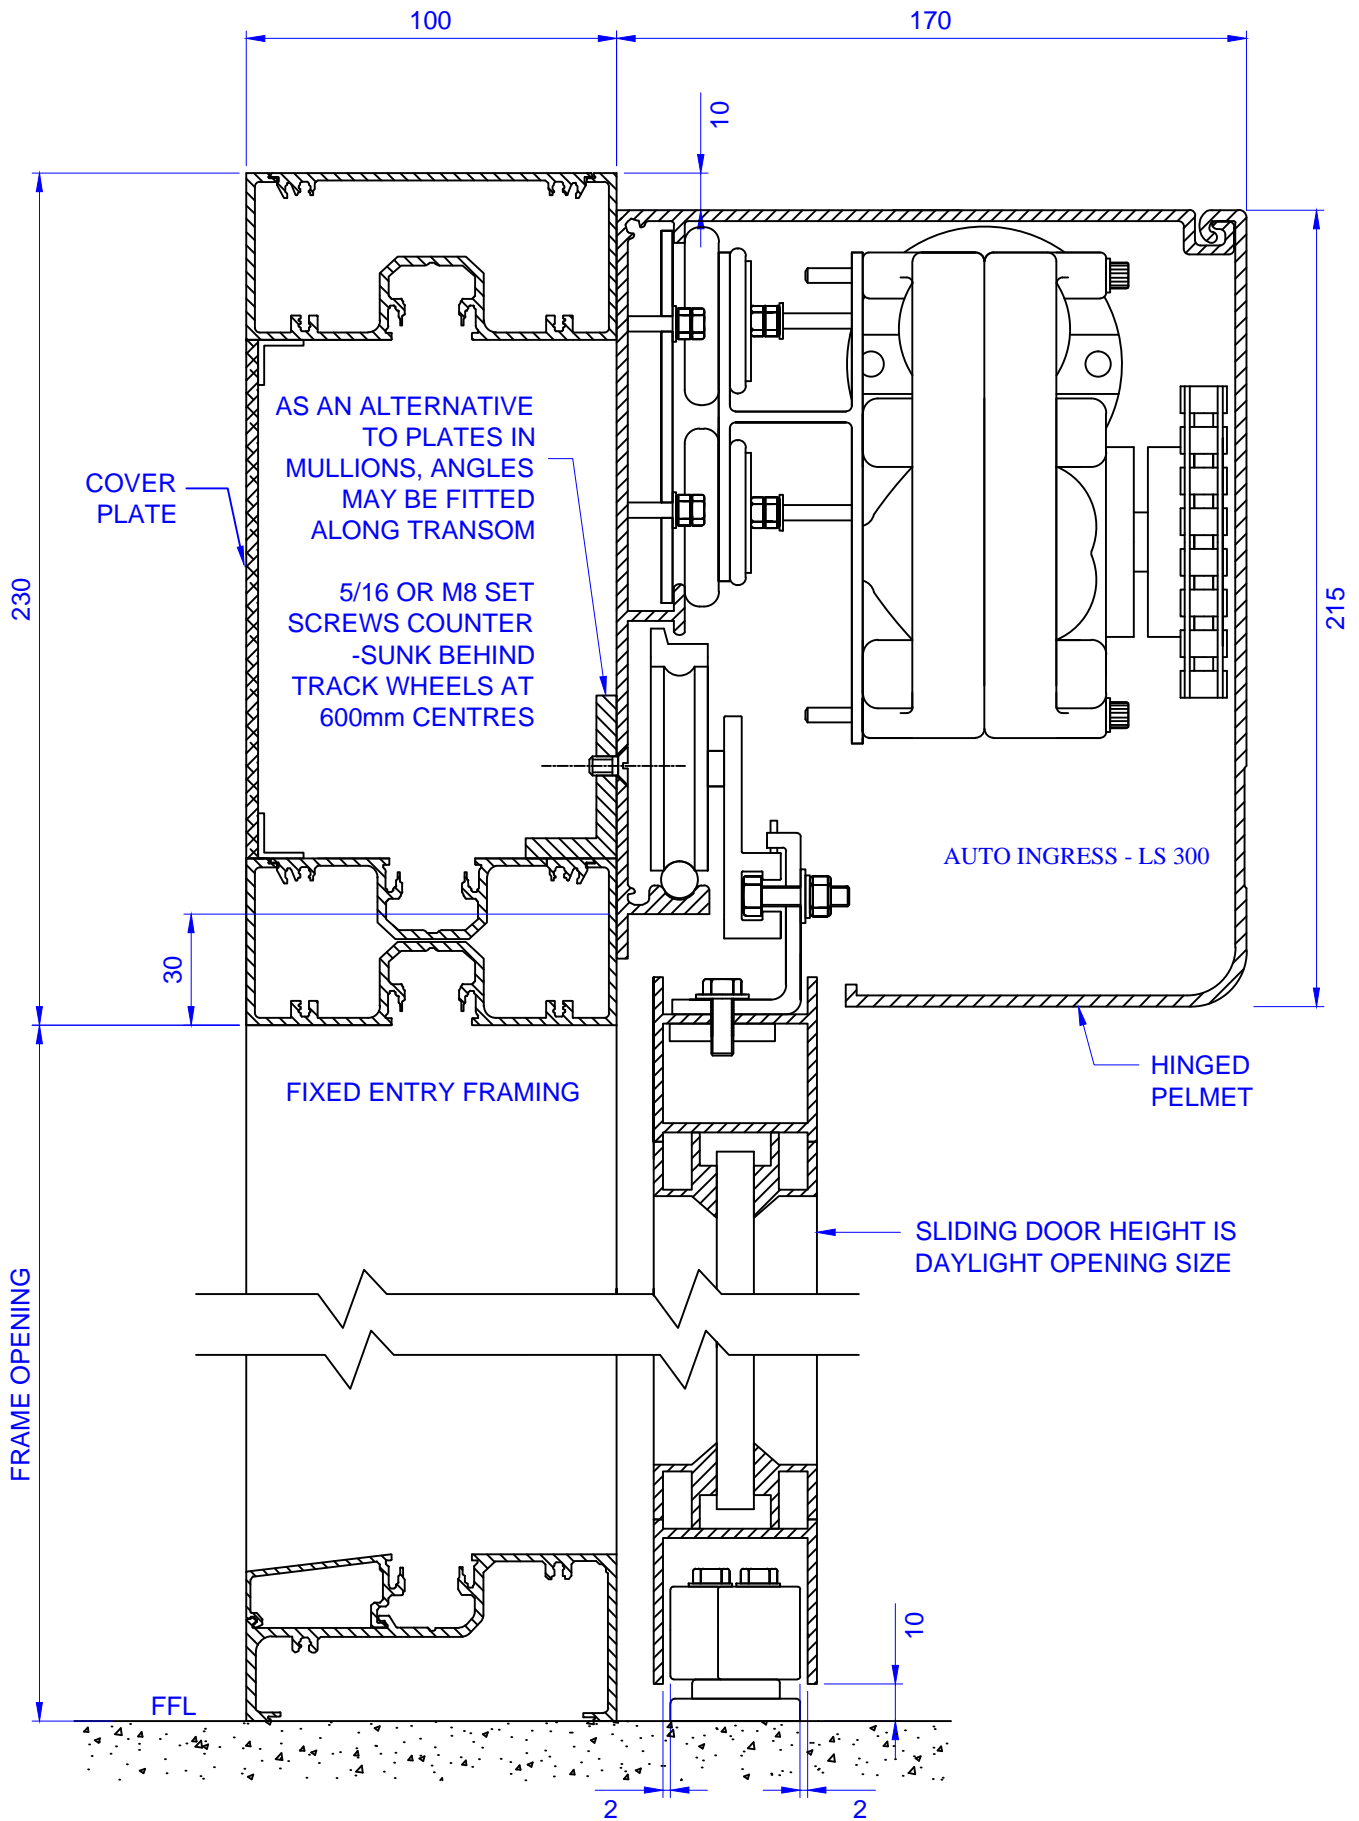 100
170
10
AS AN ALTERNATIVE
TO PLATES IN
MULLIONS, ANGLES
MAY BE FITTED
ALONG TRANSOM
COVER
PLATE
230
5/16 OR M8 SET
SCREWS COUNTER
-SUNK BEHIND
TRACK WHEELS AT
600mm CENTRES
215
AUTO INGRESS - LS 300
30
HINGED
PELMET
FIXED ENTRY FRAMING
SLIDING DOOR HEIGHT IS
DAYLIGHT OPENING SIZE
FRAME OPENING
10
FFL
2
2